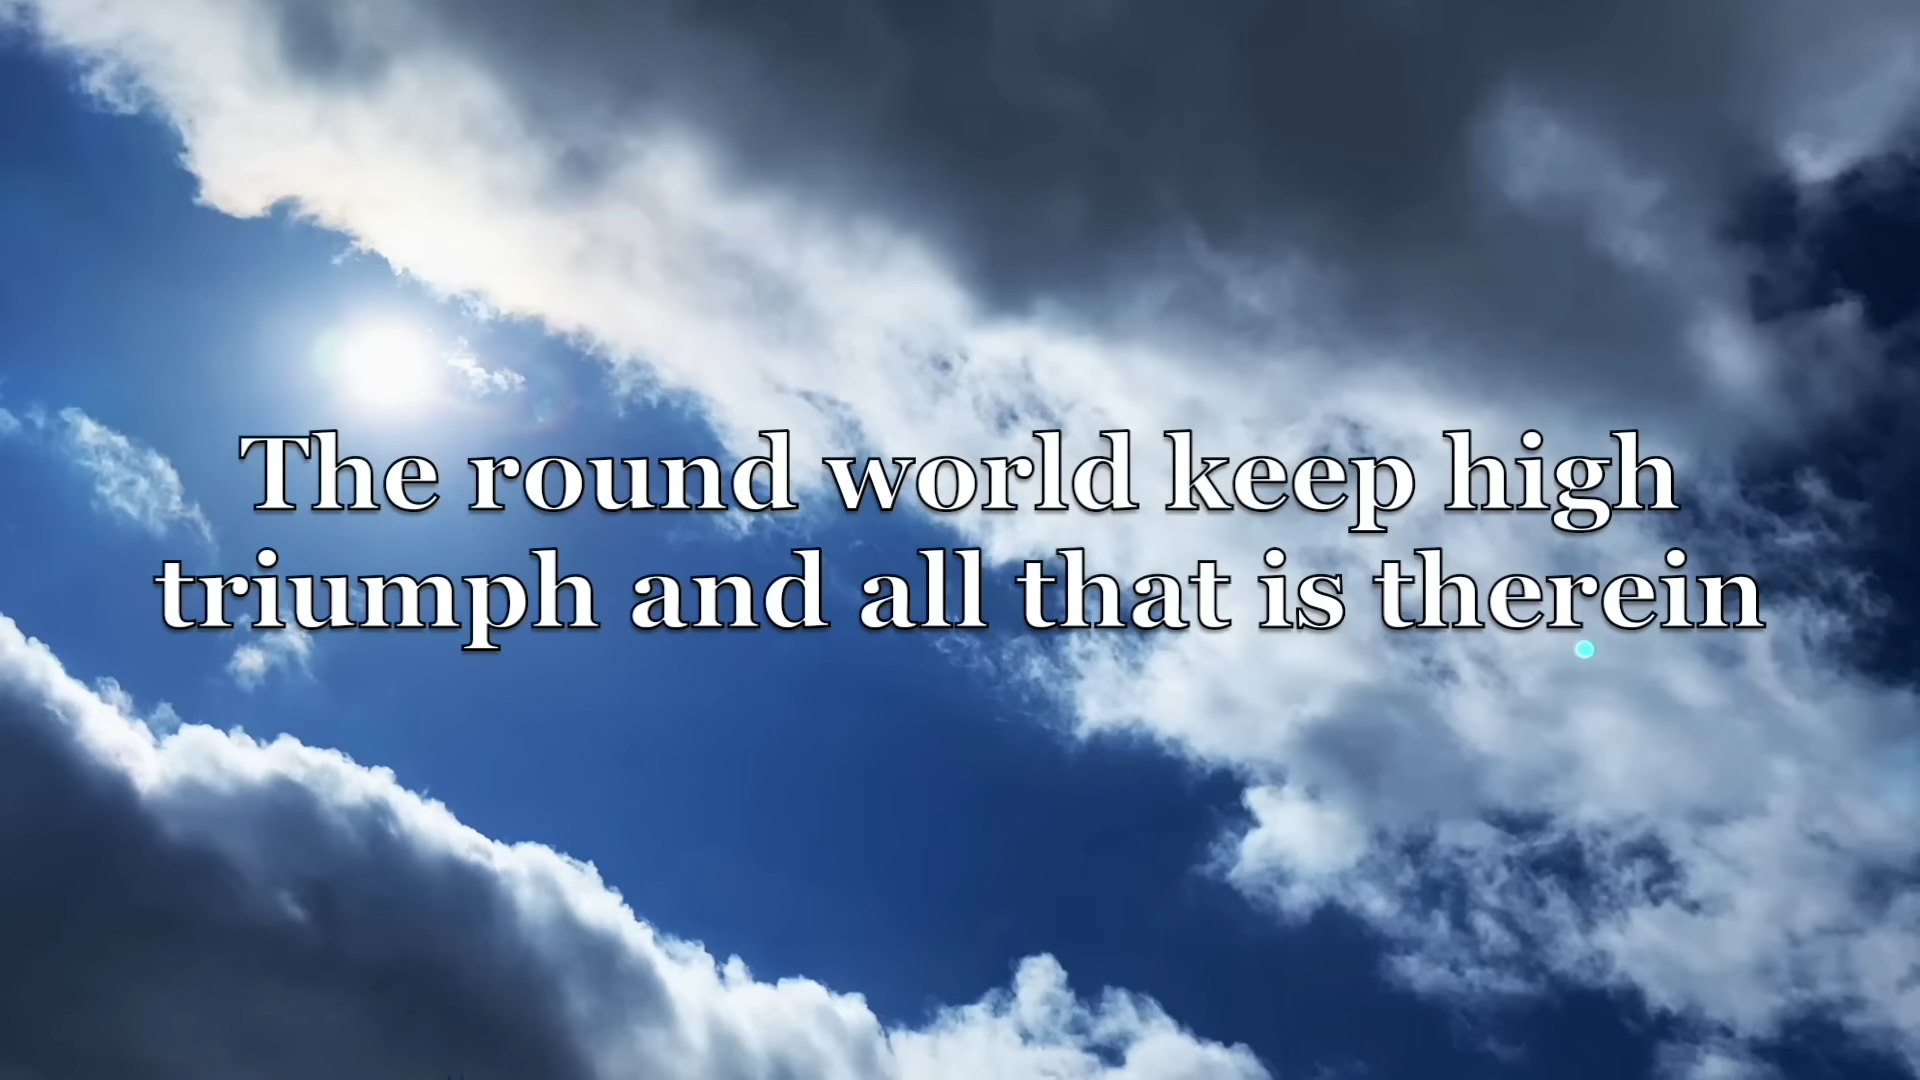 The round world keep high
triumph and all that is therein